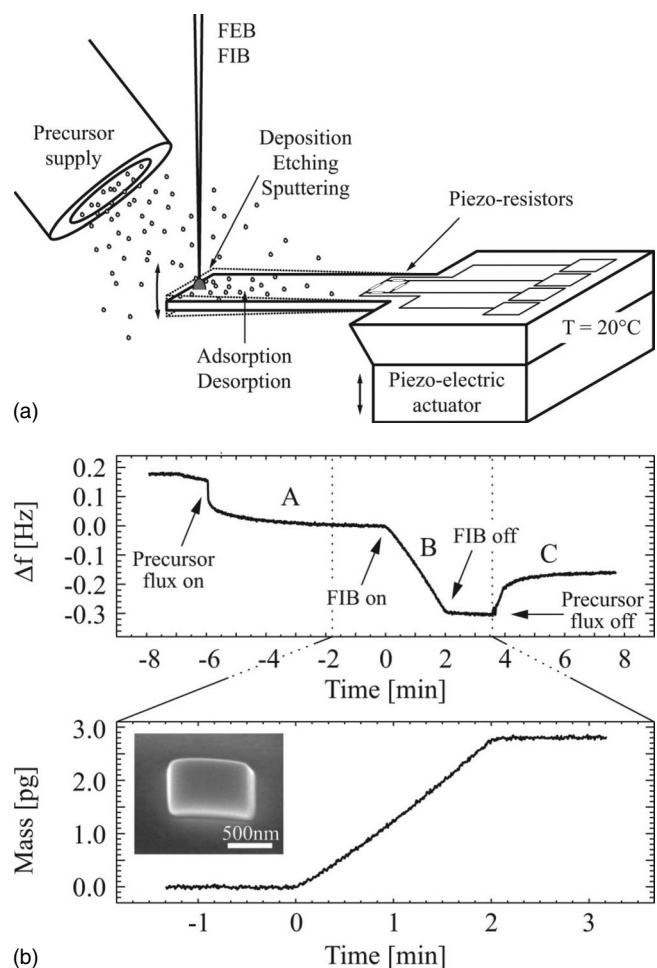 FEB
FIB
Precursor
supply
Deposition
Etching
Sputtering
Piezo-resistors
Adsorption
Desorption
T = 20°C
Piezo-electric
actuator
(a)
0.2
0.1
0.0
-0.1
-0.2
-0.3
Δf [Hz]
A
Precursor
flux on
FIB on
B
FIB off
C
Precursor
flux off
-8 -6 -4 -2 0 2 4 6 8
Time [min]
3.0
2.0
1.0
0.0
Mass [pg]
500nm
-1 0 1 2 3
Time [min]
(b)